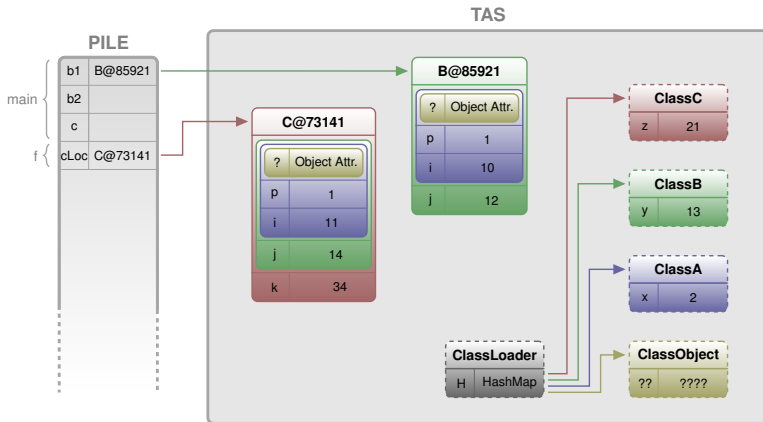 TAS
PILE
main
b1 B@85921
b2
c
f
cLoc C@73141
C@73141
? Object Attr.
p 1
i 11
j 14
k 34
B@85921
? Object Attr.
p 1
i 10
j 12
ClassC
z 21
ClassB
y 13
ClassA
x 2
ClassLoader
H HashMap
ClassObject
?? ????